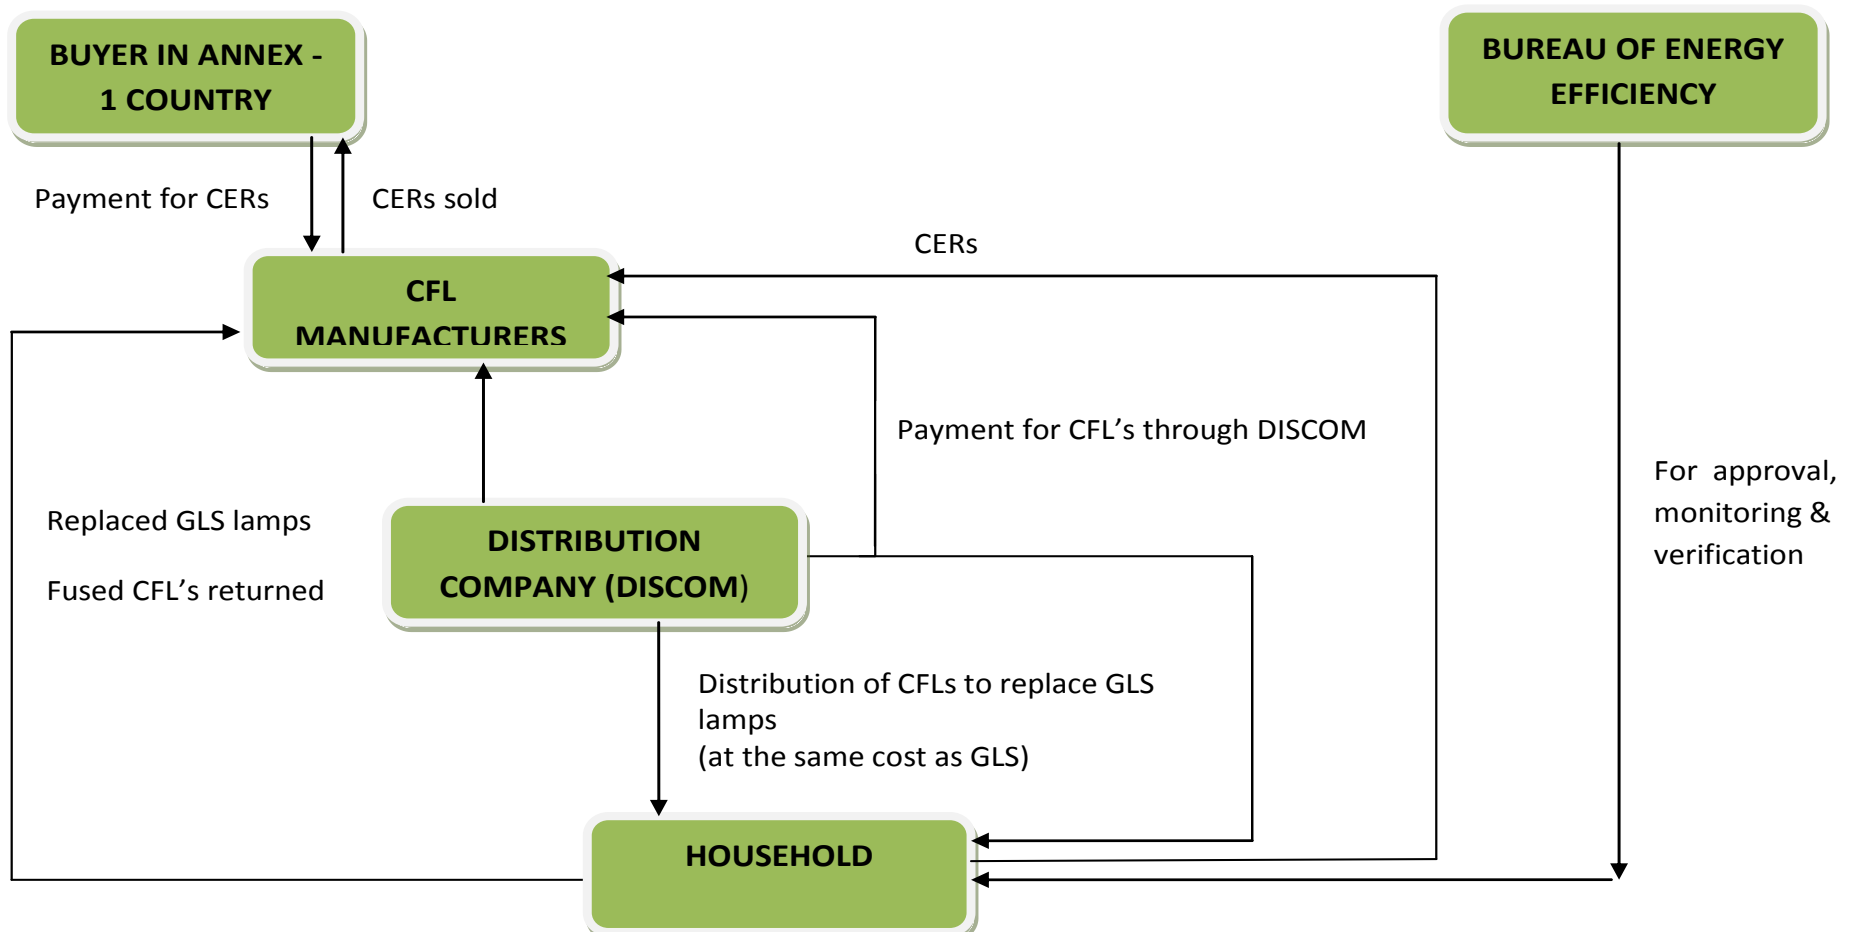 BUYER IN ANNEX -
1 COUNTRY
BUREAU OF ENERGY
EFFICIENCY
Payment for CERs
CERs sold
CERs
CFL
MANUFACTURERS
Payment for CFL’s through DISCOM
For approval,
monitoring &
verification
Replaced GLS lamps
Fused CFL’s returned
DISTRIBUTION
COMPANY (DISCOM)
Distribution of CFLs to replace GLS
lamps
(at the same cost as GLS)
HOUSEHOLD